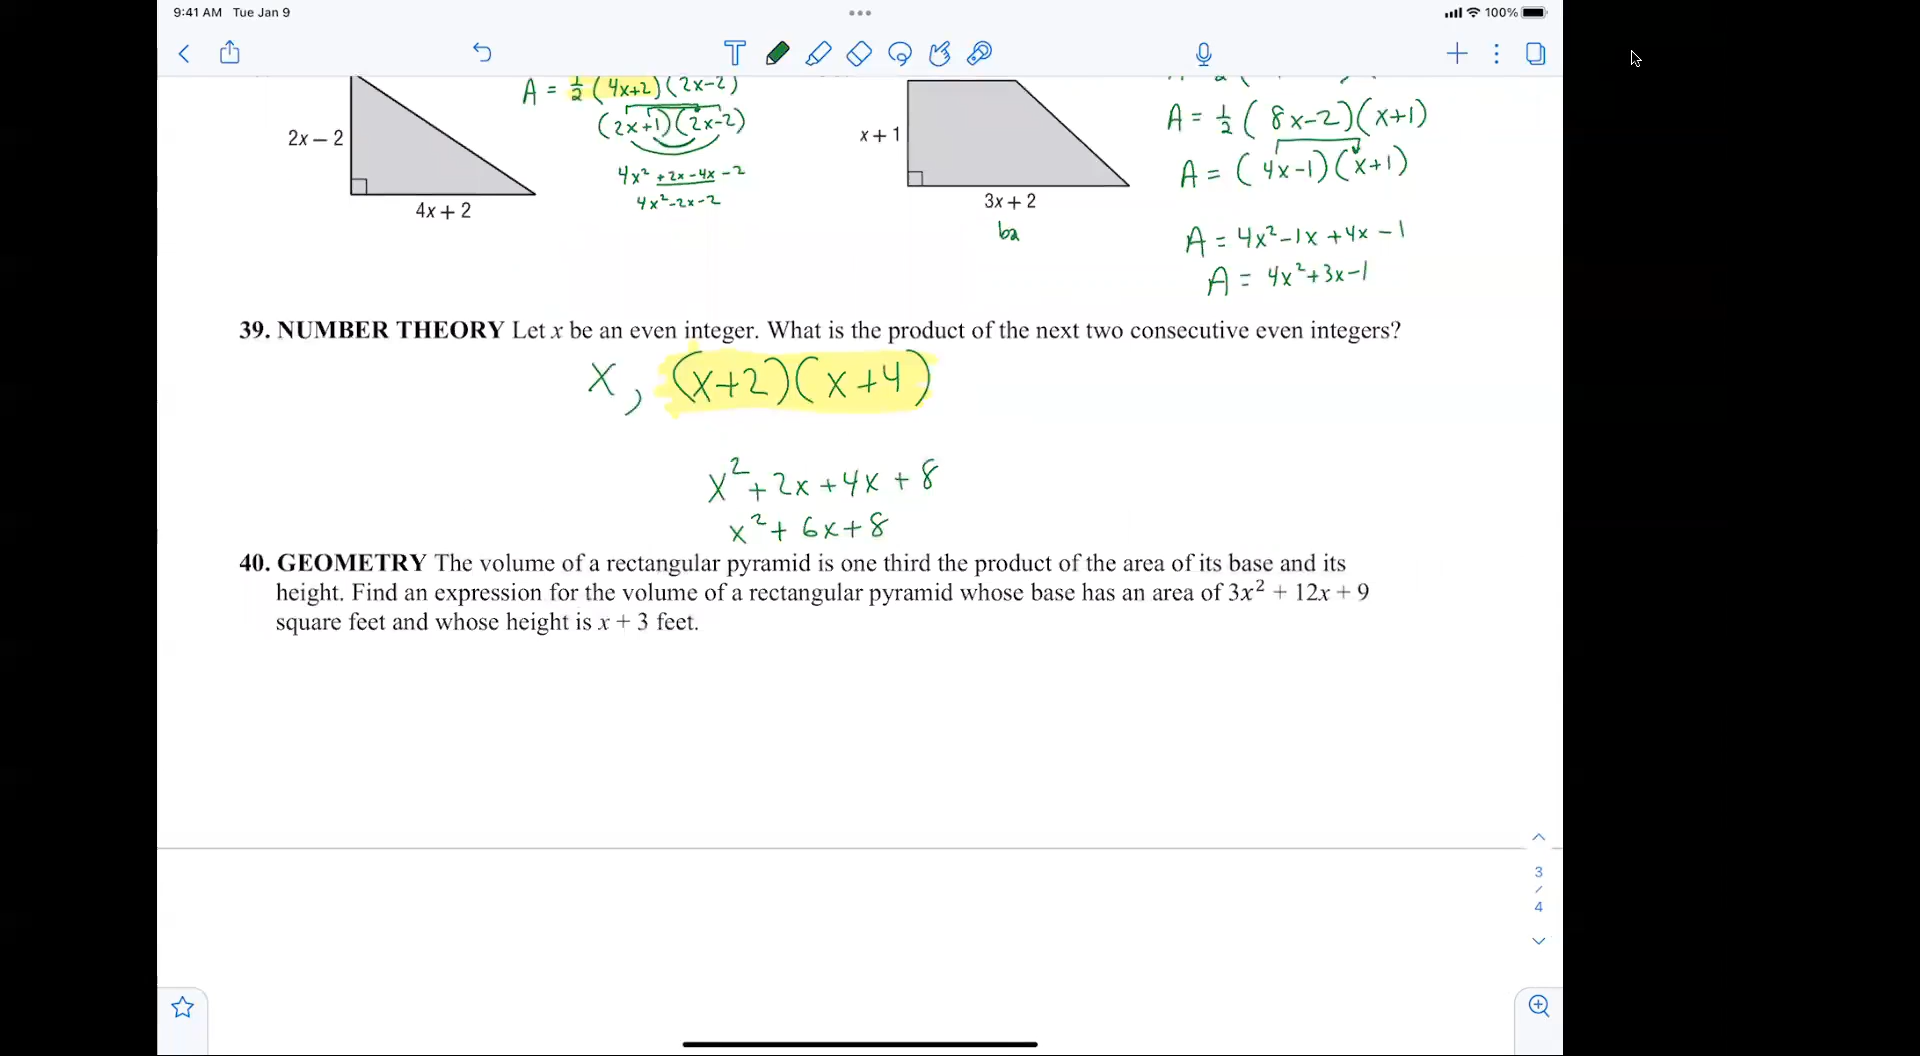 9:41 AM Tue Jan 9
100%
A = 1/2 (4x+2)(2x-2)
(2x+1)(2x-2)
4x² +2x-4x-2
4x²-2x-2
2x – 2
4x + 2
x + 1
3x + 2
b2
A = 1/2 (8x-2)(x+1)
A = (4x-1)(x+1)
A = 4x²-1x+4x-1
A = 4x²+3x-1
39. NUMBER THEORY Let x be an even integer. What is the product of the next two consecutive even integers?
x, (x+2)(x+4)
x²+2x+4x+8
x²+6x+8
40. GEOMETRY The volume of a rectangular pyramid is one third the product of the area of its base and its
height. Find an expression for the volume of a rectangular pyramid whose base has an area of 3x² + 12x + 9
square feet and whose height is x + 3 feet.
3
/
4